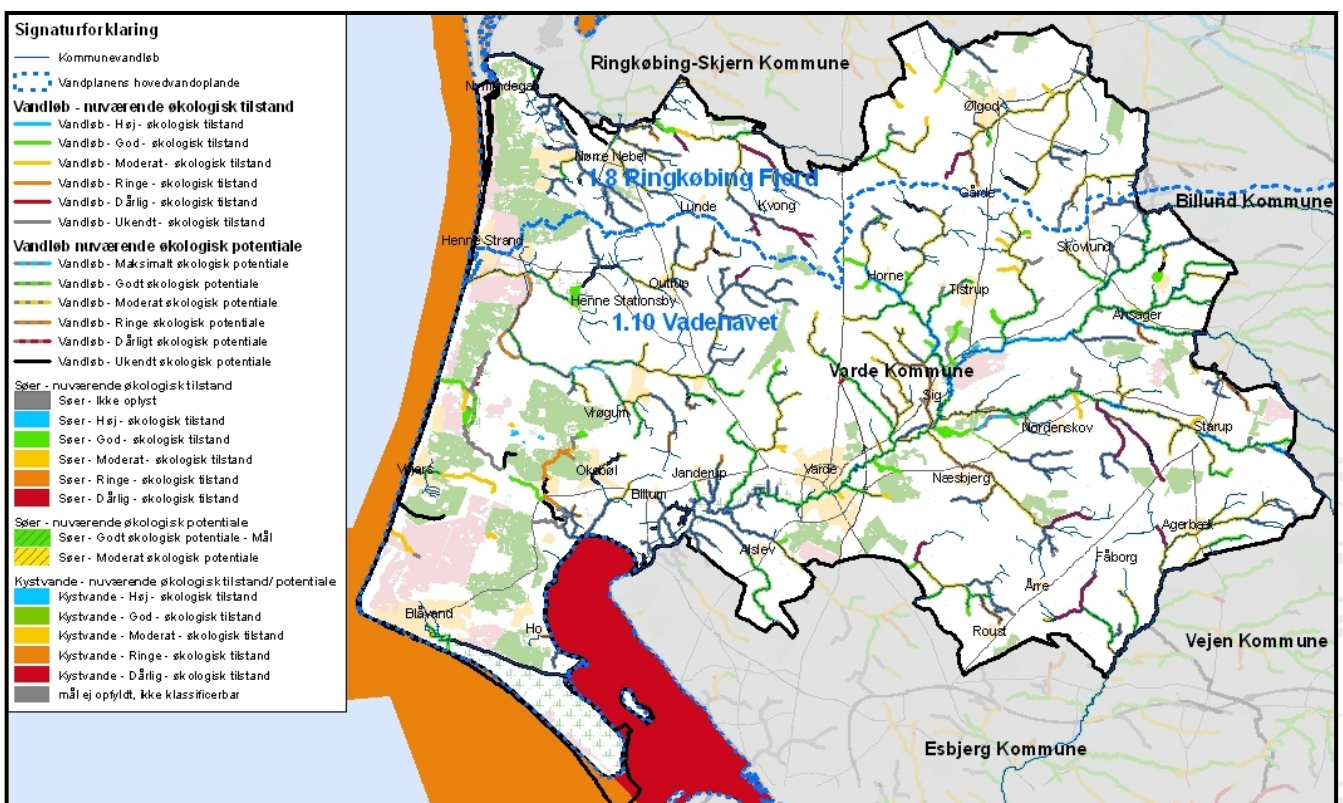 Signaturforklaring
Kommunevandløb
Vandplanens hovedvandoplande
Vandløb - nuværende økologisk tilstand
Vandløb - Høj - økologisk tilstand
Vandløb - God - økologisk tilstand
Vandløb - Moderat - økologisk tilstand
Vandløb - Ringe - økologisk tilstand
Vandløb - Dårlig - økologisk tilstand
Vandløb - Ukendt - økologisk tilstand
Vandløb nuværende økologisk potentiale
Vandløb - Maksimalt økologisk potentiale
Vandløb - Godt økologisk potentiale
Vandløb - Moderat økologisk potentiale
Vandløb - Ringe økologisk potentiale
Vandløb - Dårligt økologisk potentiale
Vandløb - Ukendt økologisk potentiale
Søer - nuværende økologisk tilstand
Søer - Ikke oplyst
Søer - Høj - økologisk tilstand
Søer - God - økologisk tilstand
Søer - Moderat - økologisk tilstand
Søer - Ringe - økologisk tilstand
Søer - Dårlig - økologisk tilstand
Søer - nuværende økologisk potentiale
Søer - Godt økologisk potentiale - Mål
Søer - Moderat økologisk potentiale
Kystvande - nuværende økologisk tilstand/ potentiale
Kystvande - Høj - økologisk tilstand
Kystvande - God - økologisk tilstand
Kystvande - Moderat - økologisk tilstand
Kystvande - Ringe - økologisk tilstand
Kystvande - Dårlig - økologisk tilstand
mål ej opfyldt, ikke klassificerbar
Ringkøbing-Skjern Kommune
Nymindegab
Ølgod
Nørre Nebel
1.8 Ringkøbing Fjord
Gårde
Billund Kommune
Lunde
Kvong
Henne Strand
Skovlund
Horne
Outrup
Tistrup
Henne Stationsby
1.10 Vadehavet
Ansager
Varde Kommune
Sig
Vrøgum
Nordenskov
Starup
Vejers
Oksbøl
Janderup
Varde
Næsbjerg
Billum
Agerbæk
Alslev
Fåborg
Årre
Blåvand
Ho
Roust
Vejen Kommune
Esbjerg Kommune